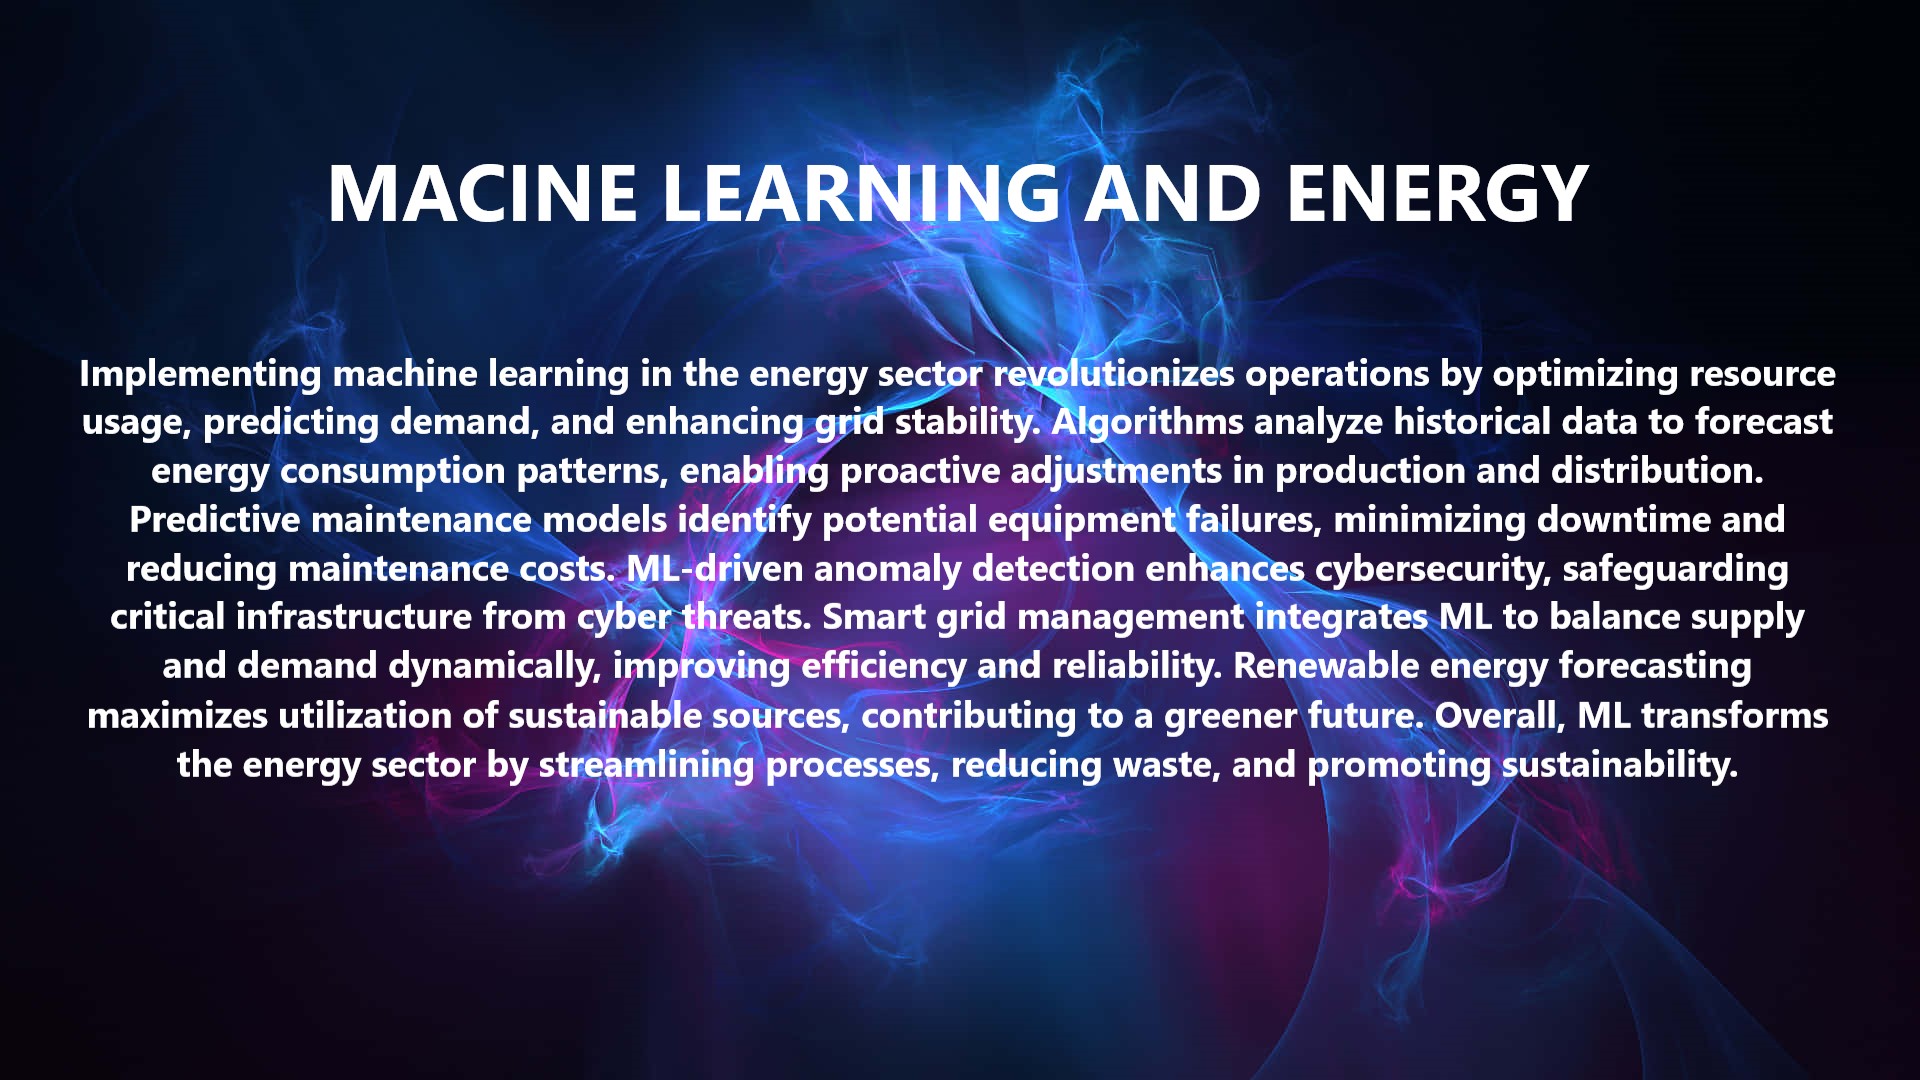 MACINE LEARNING AND ENERGY
Implementing machine learning in the energy sector revolutionizes operations by optimizing resource
usage, predicting demand, and enhancing grid stability. Algorithms analyze historical data to forecast
energy consumption patterns, enabling proactive adjustments in production and distribution.
Predictive maintenance models identify potential equipment failures, minimizing downtime and
reducing maintenance costs. ML-driven anomaly detection enhances cybersecurity, safeguarding
critical infrastructure from cyber threats. Smart grid management integrates ML to balance supply
and demand dynamically, improving efficiency and reliability. Renewable energy forecasting
maximizes utilization of sustainable sources, contributing to a greener future. Overall, ML transforms
the energy sector by streamlining processes, reducing waste, and promoting sustainability.